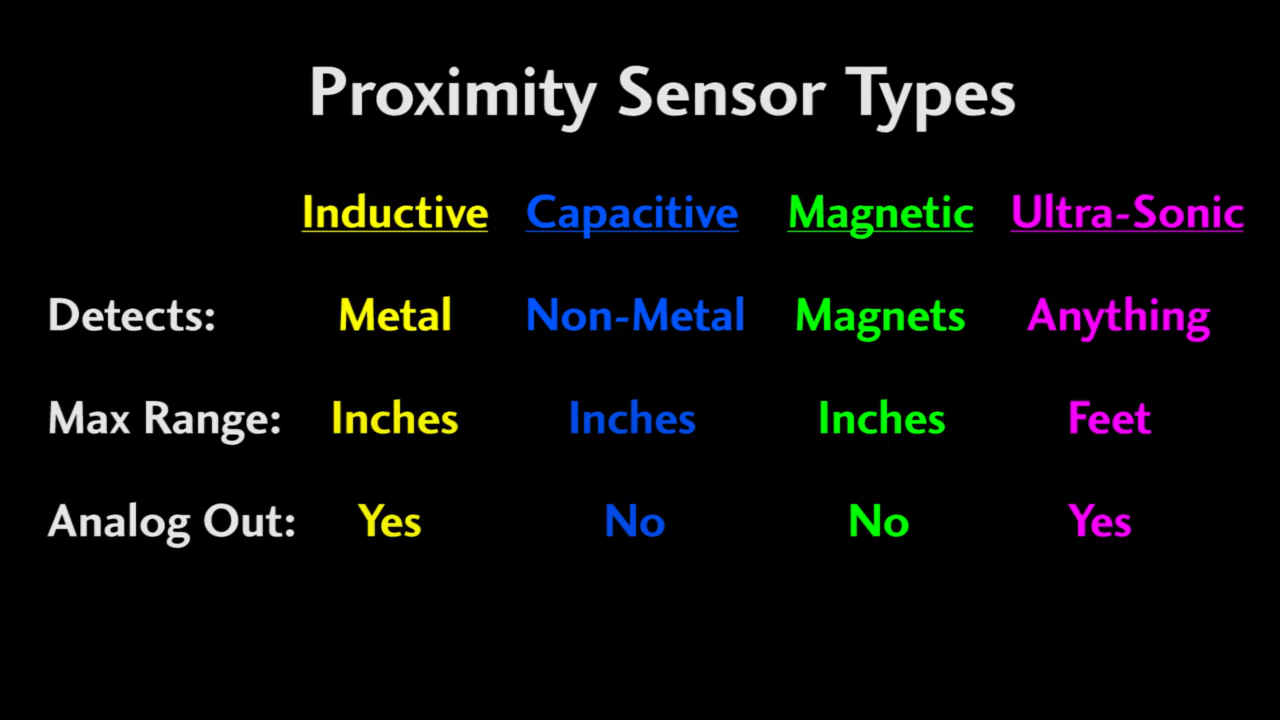 Proximity Sensor Types
Inductive Capacitive Magnetic Ultra-Sonic
Detects: Metal Non-Metal Magnets Anything
Max Range: Inches Inches Inches Feet
Analog Out: Yes No No Yes